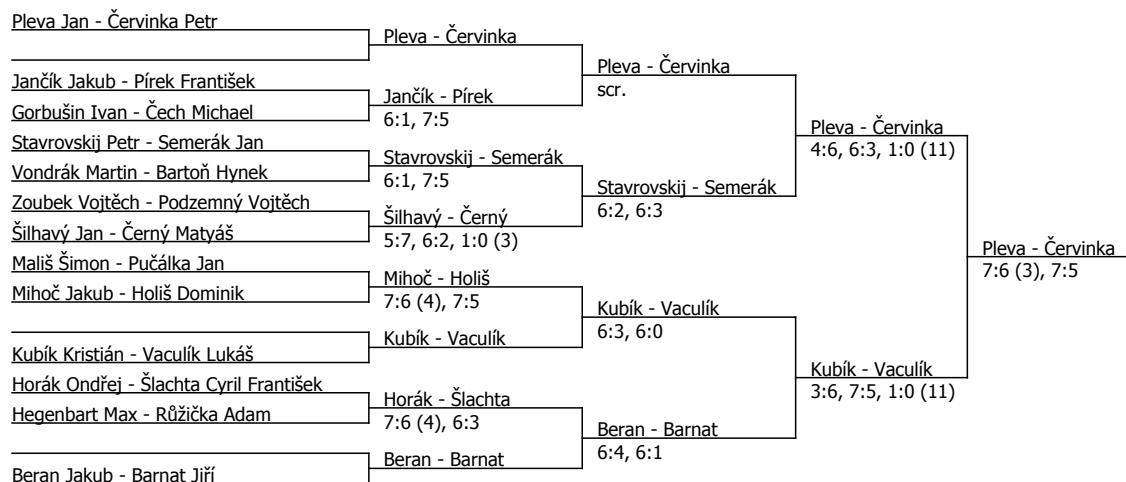 Pleva Jan - Červinka Petr
Jančík Jakub - Pírek František
Gorbušin Ivan - Čech Michael
Stavrovskij Petr - Semerák Jan
Vondrák Martin - Bartoň Hynek
Zoubek Vojtěch - Podzemný Vojtěch
Šilhavý Jan - Černý Matyáš
Mališ Šimon - Pučálka Jan
Mihoč Jakub - Holiš Dominik
Kubík Kristián - Vaculík Lukáš
Horák Ondřej - Šlachta Cyril František
Hegenbart Max - Růžička Adam
Beran Jakub - Barnat Jiří
Pleva - Červinka
Jančík - Pírek
6:1, 7:5
Stavrovskij - Semerák
6:1, 7:5
Šilhavý - Černý
5:7, 6:2, 1:0 (3)
Mihoč - Holiš
7:6 (4), 7:5
Kubík - Vaculík
Horák - Šlachta
7:6 (4), 6:3
Beran - Barnat
Pleva - Červinka
scr.
Stavrovskij - Semerák
6:2, 6:3
Kubík - Vaculík
6:3, 6:0
Beran - Barnat
6:4, 6:1
Pleva - Červinka
4:6, 6:3, 1:0 (11)
Kubík - Vaculík
3:6, 7:5, 1:0 (11)
Pleva - Červinka
7:6 (3), 7:5